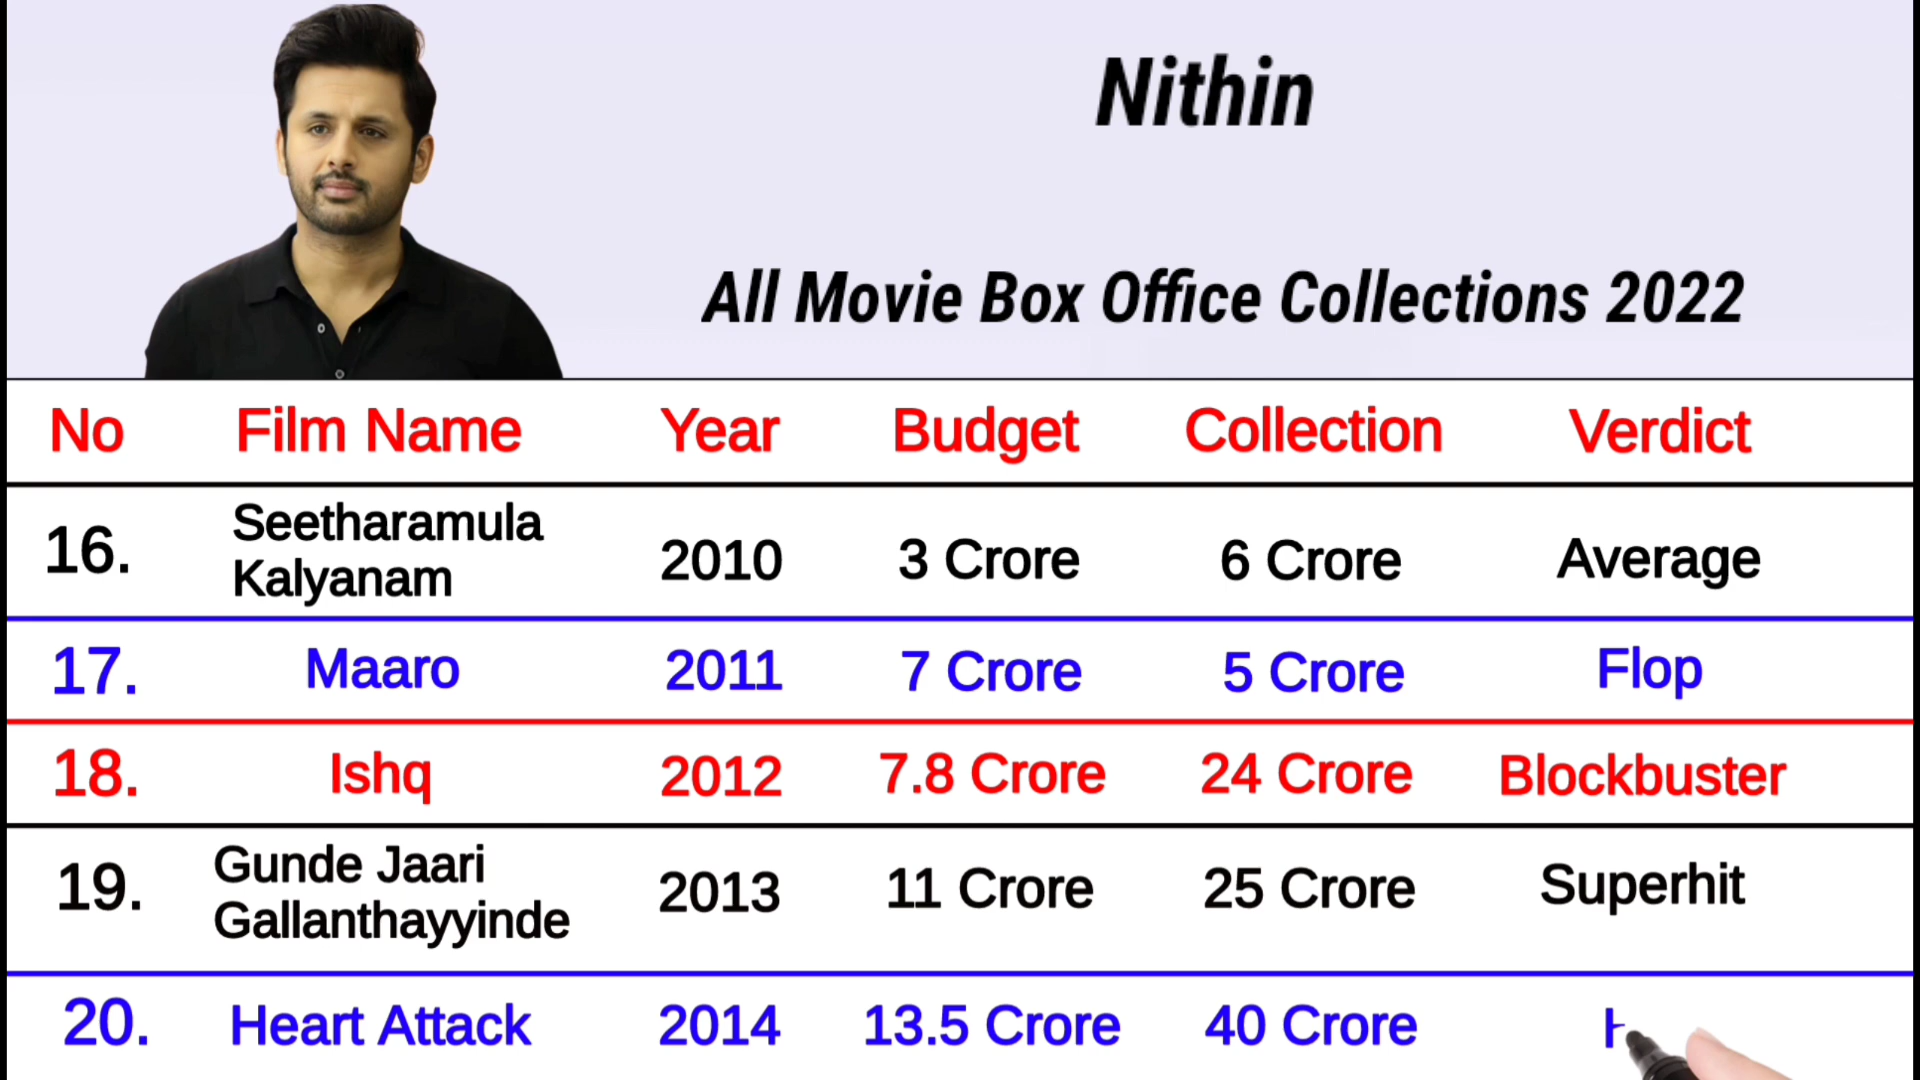 Nithin
All Movie Box Office Collections 2022
No Film Name Year Budget Collection Verdict
16. Seetharamula Kalyanam 2010 3 Crore 6 Crore Average
17. Maaro 2011 7 Crore 5 Crore Flop
18. Ishq 2012 7.8 Crore 24 Crore Blockbuster
19. Gunde Jaari Gallanthayyinde 2013 11 Crore 25 Crore Superhit
20. Heart Attack 2014 13.5 Crore 40 Crore